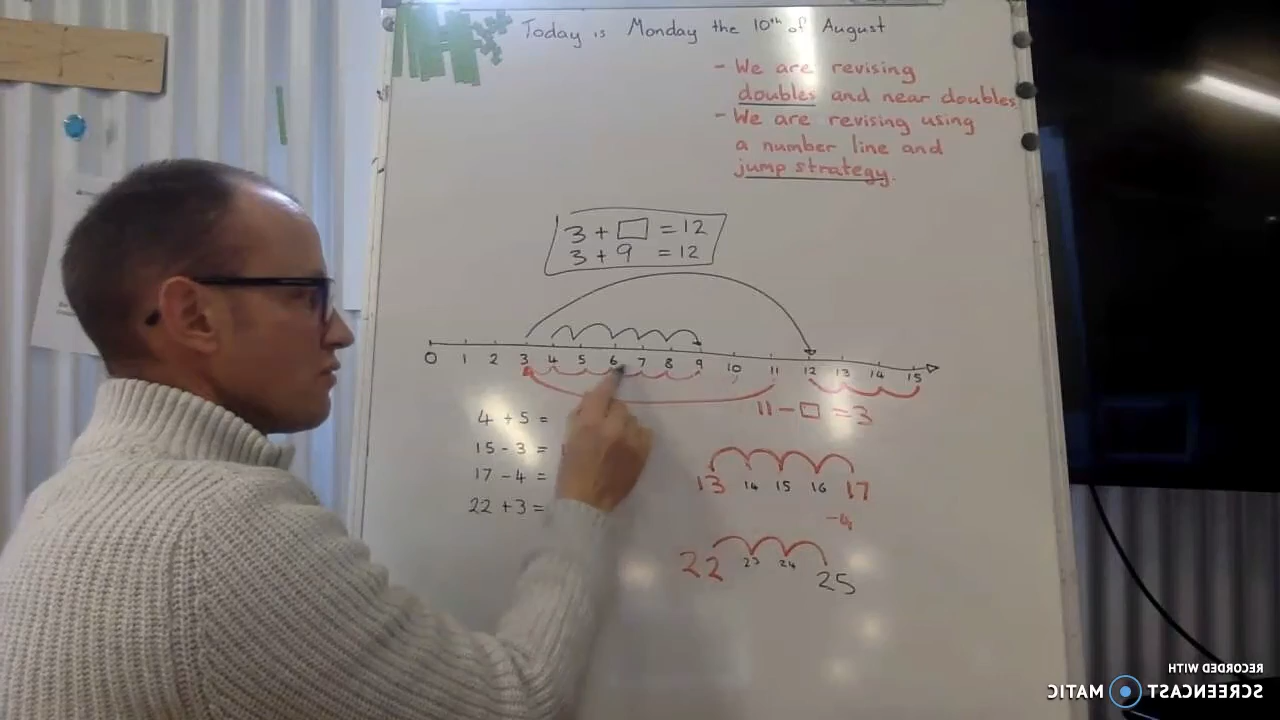 Today is Monday the 10th of August
- We are revising
doubles and near doubles
- We are revising using
a number line and
jump strategy.
3 + □ = 12
3 + 9 = 12
0 1 2 3 4 5 6 7 8 9 10 11 12 13 14 15
11 - □ = 3
4 + 5 =
15 - 3 = 1
17 - 4 =
22 + 3 =
13 14 15 16 17
-4
22 23 24 25
RECORDED WITH
SCREENCAST MATIC